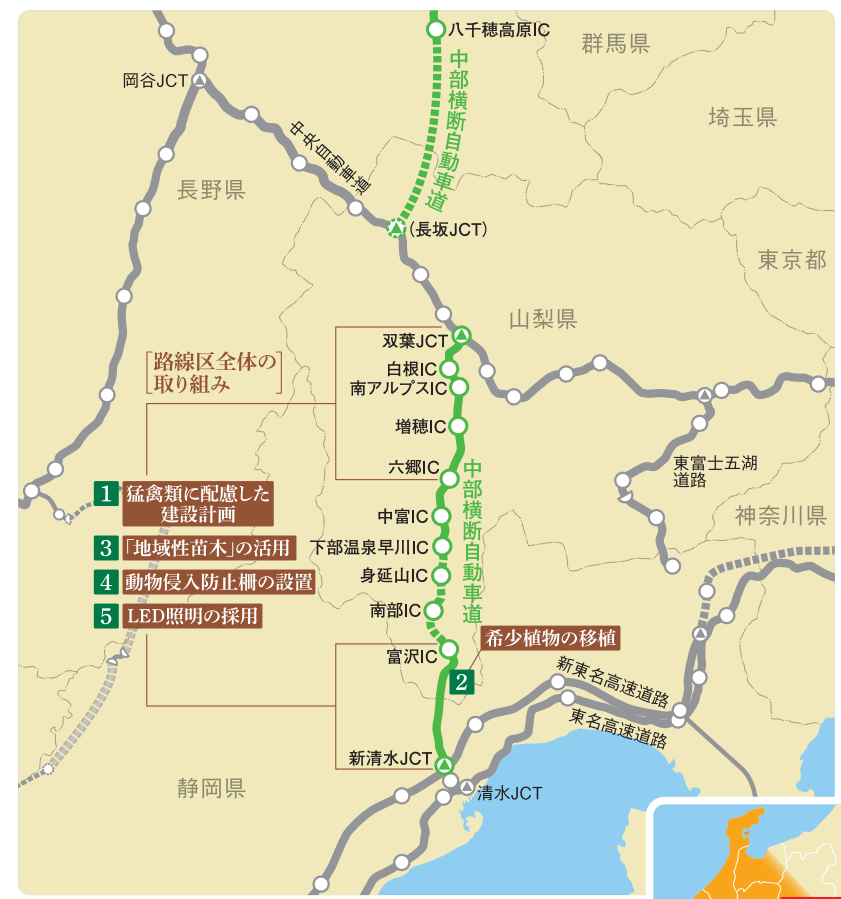 八千穂高原IC
群馬県
中部横断自動車道
岡谷JCT
埼玉県
中央自動車道
長野県
(長坂JCT)
東京都
山梨県
双葉JCT
路線区全体の
取り組み
白根IC
南アルプスIC
増穂IC
六郷IC
中部横断自動車道
東富士五湖
道路
1 猛禽類に配慮した
建設計画
中富IC
神奈川県
3 「地域性苗木」の活用
下部温泉早川IC
4 動物侵入防止柵の設置
身延山IC
5 LED照明の採用
南部IC
希少植物の移植
富沢IC
2
新東名高速道路
東名高速道路
新清水JCT
静岡県
清水JCT